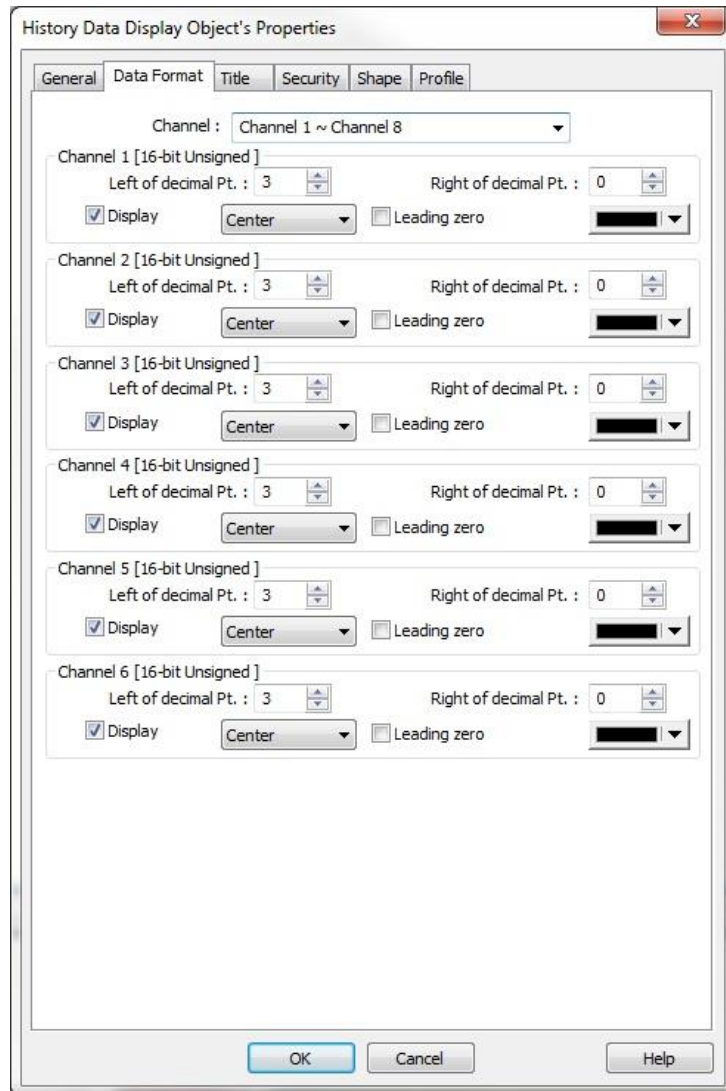 History Data Display Object's Properties
General Data Format Title Security Shape Profile
Channel : Channel 1 ~ Channel 8
Channel 1 [16-bit Unsigned ]
Left of decimal Pt. : 3 Right of decimal Pt. : 0
Display Center Leading zero
Channel 2 [16-bit Unsigned ]
Left of decimal Pt. : 3 Right of decimal Pt. : 0
Display Center Leading zero
Channel 3 [16-bit Unsigned ]
Left of decimal Pt. : 3 Right of decimal Pt. : 0
Display Center Leading zero
Channel 4 [16-bit Unsigned ]
Left of decimal Pt. : 3 Right of decimal Pt. : 0
Display Center Leading zero
Channel 5 [16-bit Unsigned ]
Left of decimal Pt. : 3 Right of decimal Pt. : 0
Display Center Leading zero
Channel 6 [16-bit Unsigned ]
Left of decimal Pt. : 3 Right of decimal Pt. : 0
Display Center Leading zero
OK Cancel Help